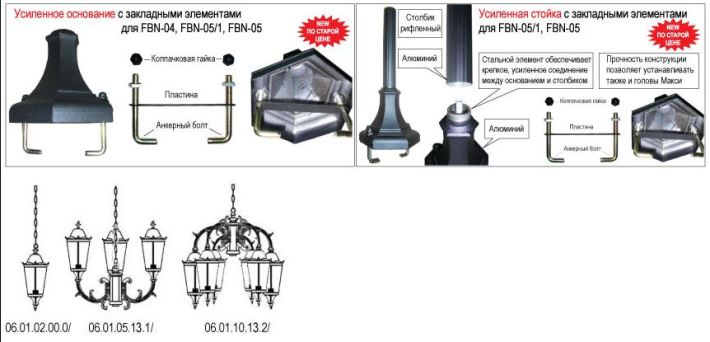 Усиленное основание с закладными элементами
для FBN-04, FBN-05/1, FBN-05
NEW
ПО СТАРОЙ
ЦЕНЕ
Колпачковая гайка
Пластина
Анкерный болт
Усиленная стойка с закладными элементами
для FBN-05/1, FBN-05
NEW
ПО СТАРОЙ
ЦЕНЕ
Столбик
рифленный
Алюминий
Стальной элемент обеспечивает
крепкое, усиленное соединение
между основанием и столбиком
Алюминий
Прочность конструкции
позволяет устанавливать
также и головы Макси
Колпачковая гайка
Пластина
Анкерный болт
06.01.02.00.0/ 06.01.05.13.1/ 06.01.10.13.2/